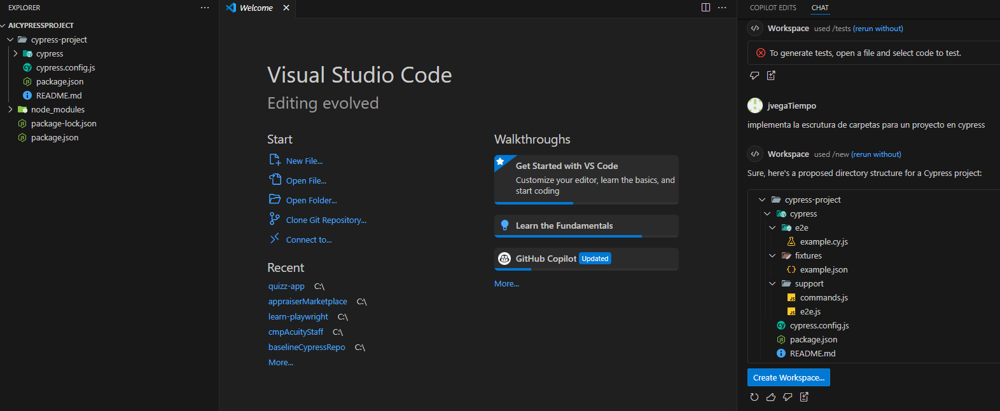 EXPLORER
AICYPRESSPROJECT
cypress-project
cypress
cypress.config.js
package.json
README.md
node_modules
package-lock.json
package.json
Welcome
Visual Studio Code
Editing evolved
Start
New File...
Open File...
Open Folder...
Clone Git Repository...
Connect to...
Recent
quizz-app C:\
appraiserMarketplace C:\
learn-playwright C:\
cmpAcuityStaff C:\
baselineCypressRepo C:\
More...
Walkthroughs
Get Started with VS Code
Customize your editor, learn the basics, and
start coding
Learn the Fundamentals
GitHub Copilot Updated
More...
COPILOT EDITS CHAT
Workspace used /tests (rerun without)
To generate tests, open a file and select code to test.
jvegaTiempo
implementa la escrutura de carpetas para un proyecto en cypress
Workspace used /new (rerun without)
Sure, here's a proposed directory structure for a Cypress project:
cypress-project
cypress
e2e
example.cy.js
fixtures
example.json
support
commands.js
e2e.js
cypress.config.js
package.json
README.md
Create Workspace...